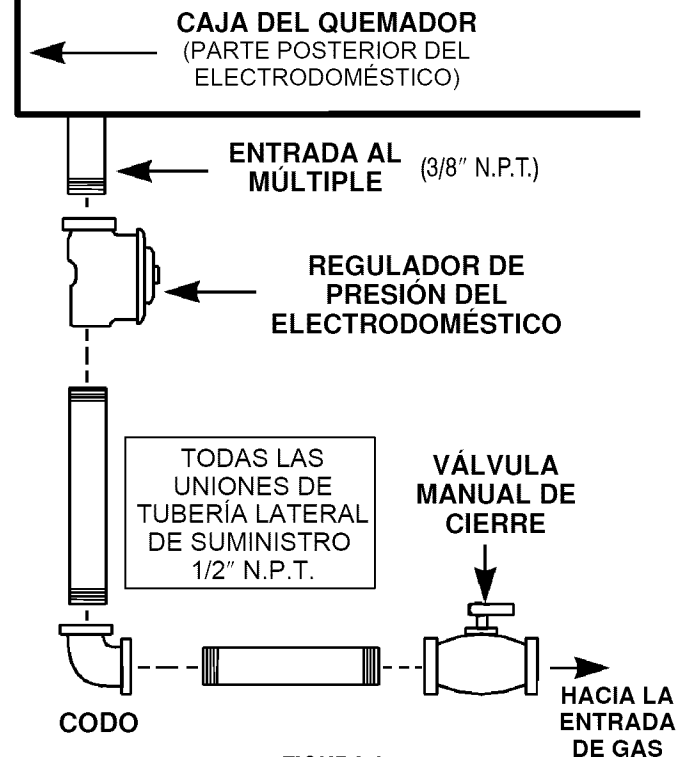 CAJA DEL QUEMADOR
(PARTE POSTERIOR DEL
ELECTRODOMÉSTICO)
ENTRADA AL
MÚLTIPLE (3/8″ N.P.T.)
REGULADOR DE
PRESIÓN DEL
ELECTRODOMÉSTICO
TODAS LAS
UNIONES DE
TUBERÍA LATERAL
DE SUMINISTRO
1/2″ N.P.T.
VÁLVULA
MANUAL DE
CIERRE
CODO
HACIA LA
ENTRADA
DE GAS